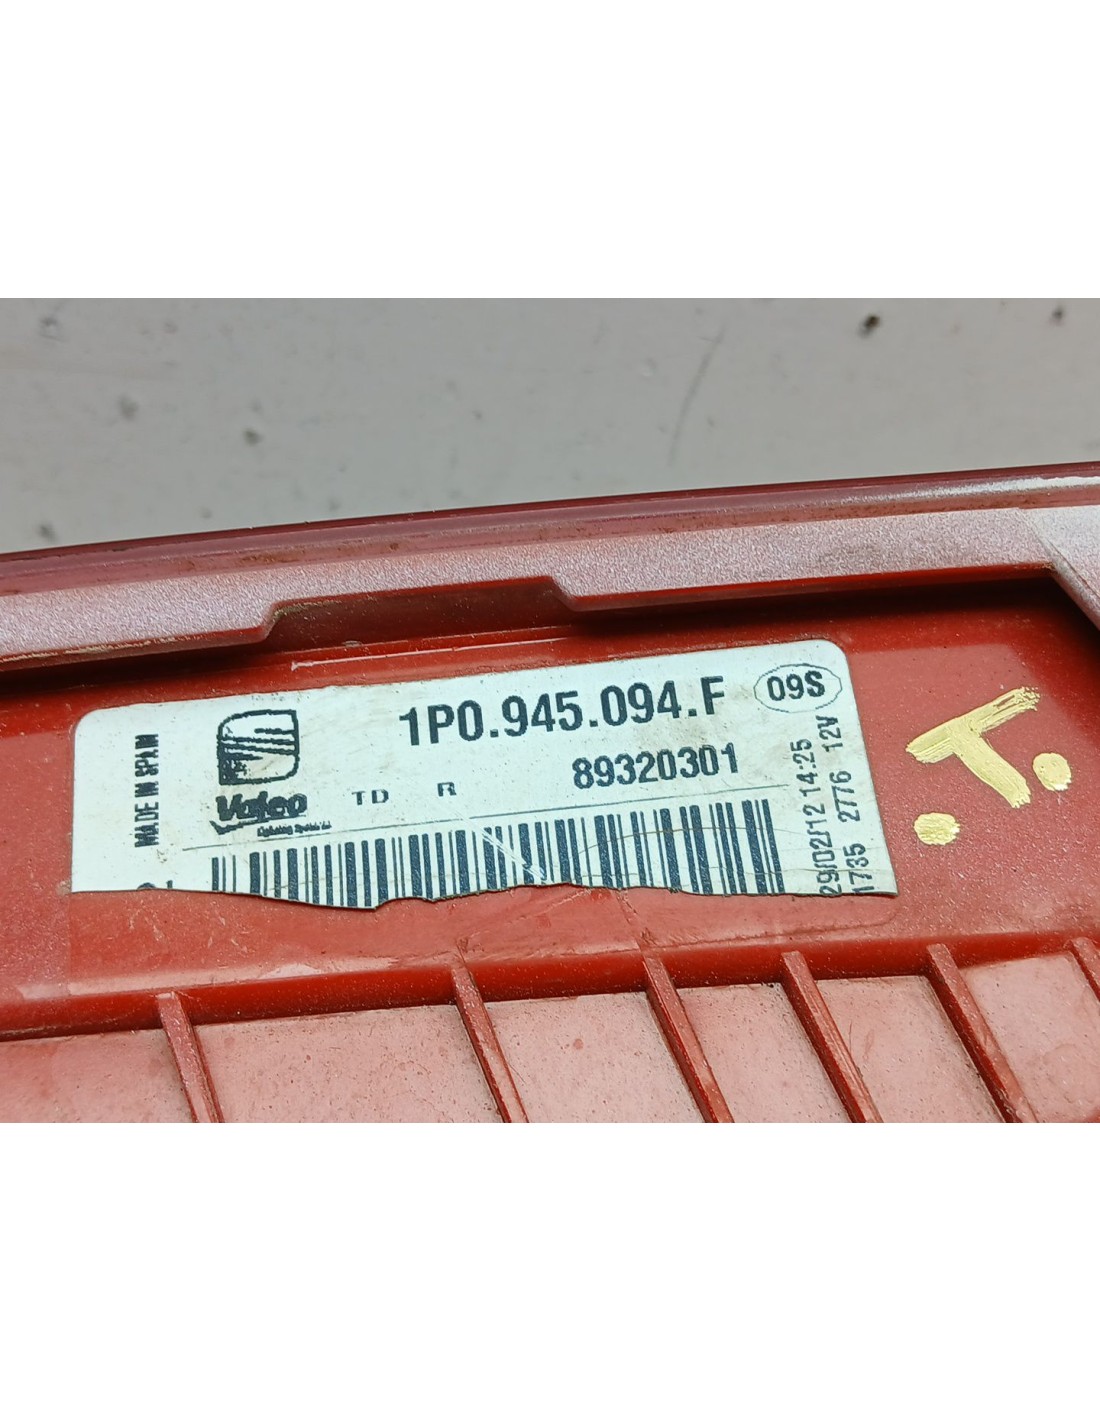 1P0.945.094.F
09S
89320301
Valeo
TD R
MADE IN SPAIN
29/02/12 14:25
1735 2776 12V
T.